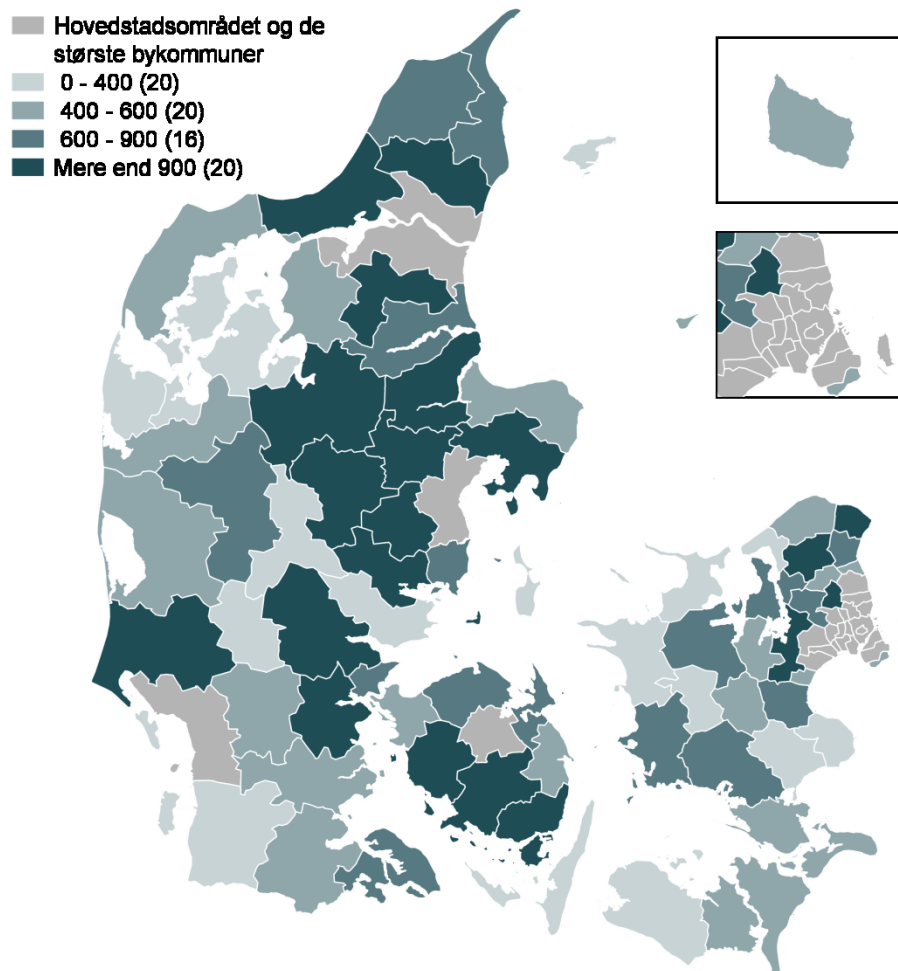 Hovedstadsområdet og de
største bykommuner
0 - 400 (20)
400 - 600 (20)
600 - 900 (16)
Mere end 900 (20)